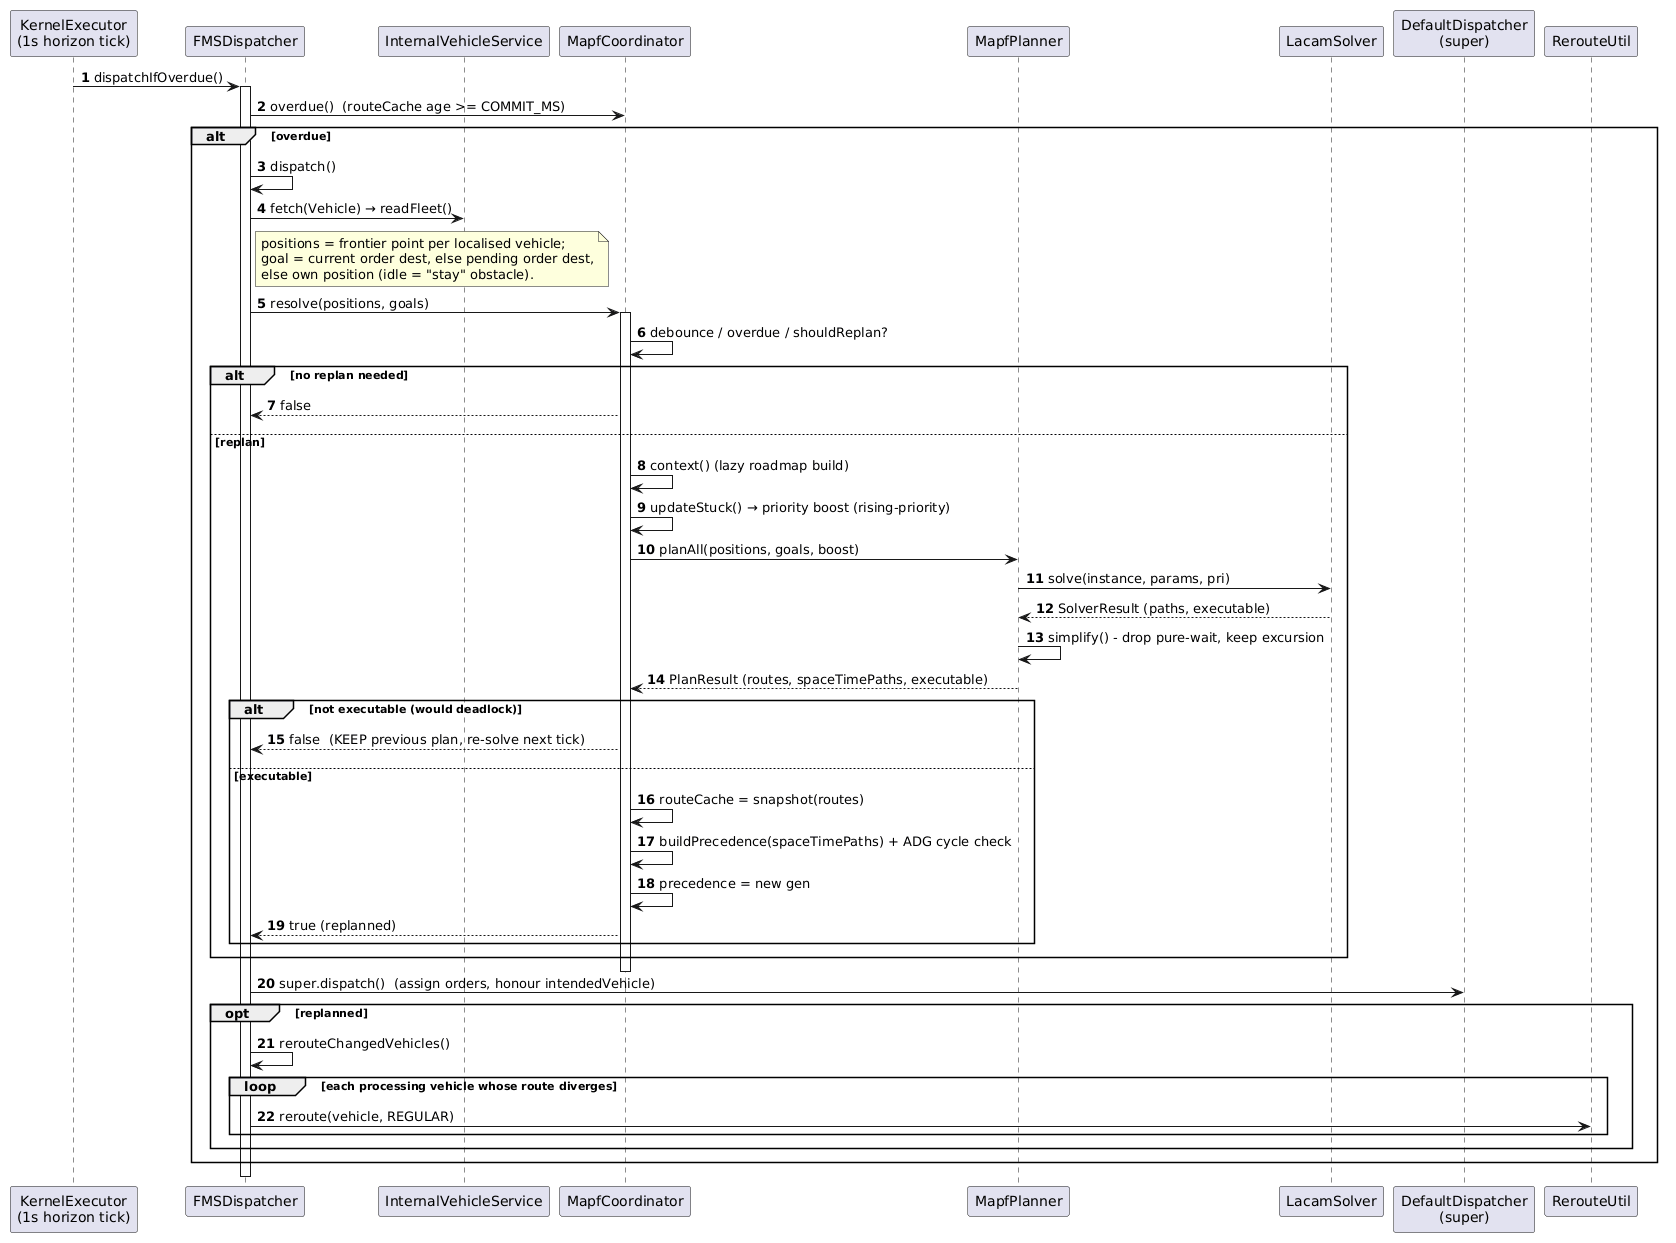 KernelExecutor
(1s horizon tick)
FMSDispatcher
InternalVehicleService
MapfCoordinator
MapfPlanner
LacamSolver
DefaultDispatcher
(super)
RerouteUtil
1 dispatchIfOverdue()
2 overdue()  (routeCache age >= COMMIT_MS)
alt [overdue]
3 dispatch()
4 fetch(Vehicle) → readFleet()
positions = frontier point per localised vehicle;
goal = current order dest, else pending order dest,
else own position (idle = "stay" obstacle).
5 resolve(positions, goals)
6 debounce / overdue / shouldReplan?
alt [no replan needed]
7 false
[replan]
8 context() (lazy roadmap build)
9 updateStuck() → priority boost (rising-priority)
10 planAll(positions, goals, boost)
11 solve(instance, params, pri)
12 SolverResult (paths, executable)
13 simplify() - drop pure-wait, keep excursion
14 PlanResult (routes, spaceTimePaths, executable)
alt [not executable (would deadlock)]
15 false  (KEEP previous plan, re-solve next tick)
[executable]
16 routeCache = snapshot(routes)
17 buildPrecedence(spaceTimePaths) + ADG cycle check
18 precedence = new gen
19 true (replanned)
20 super.dispatch()  (assign orders, honour intendedVehicle)
opt [replanned]
21 rerouteChangedVehicles()
loop [each processing vehicle whose route diverges]
22 reroute(vehicle, REGULAR)
KernelExecutor
(1s horizon tick)
FMSDispatcher
InternalVehicleService
MapfCoordinator
MapfPlanner
LacamSolver
DefaultDispatcher
(super)
RerouteUtil